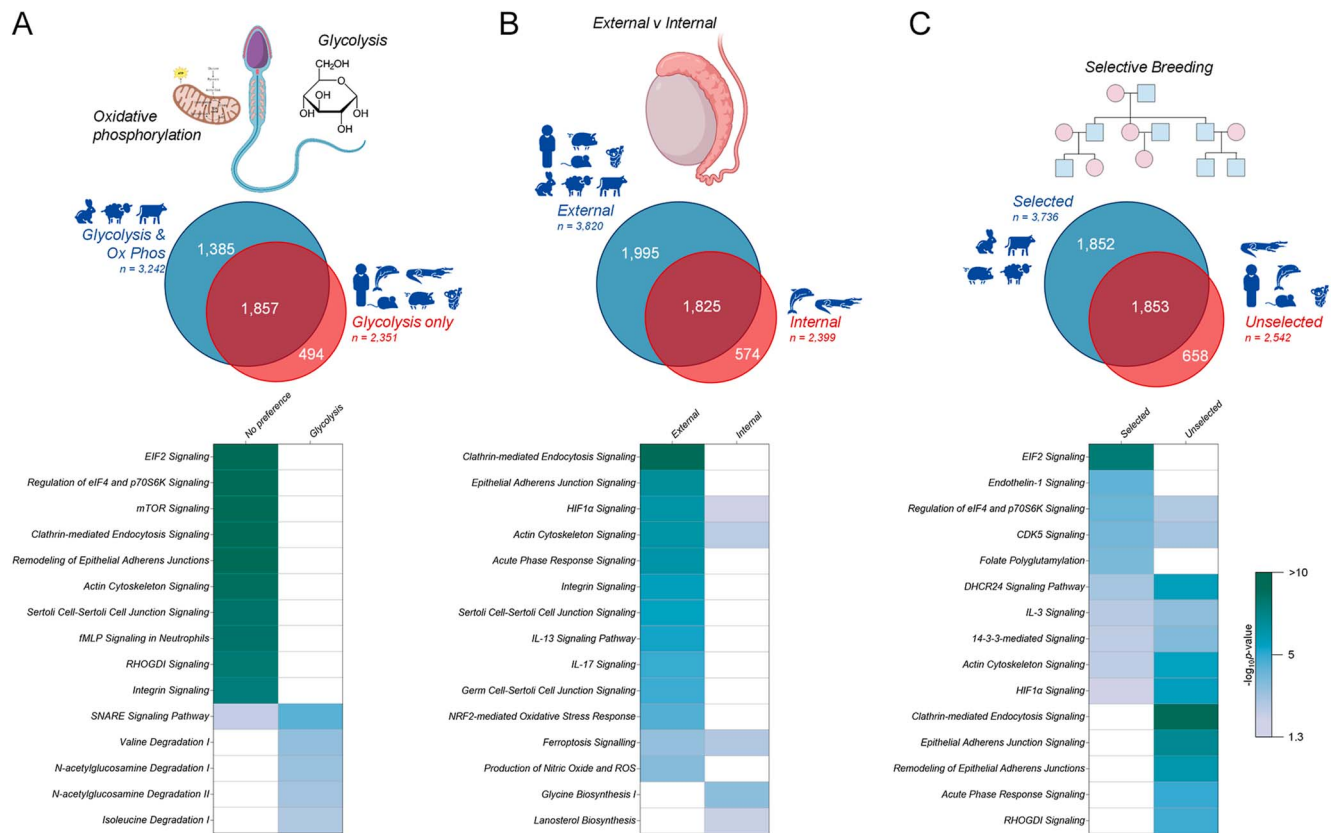 A
Glycolysis
CH₂OH
O
OH
OH
OH
OH
Oxidative
phosphorylation
Glycolysis &
Ox Phos
n = 3,242
1,385
1,857
494
Glycolysis only
n = 2,351
No preference
Glycolysis
EIF2 Signaling
Regulation of eIF4 and p70S6K Signaling
mTOR Signaling
Clathrin-mediated Endocytosis Signaling
Remodeling of Epithelial Adherens Junctions
Actin Cytoskeleton Signaling
Sertoli Cell-Sertoli Cell Junction Signaling
fMLP Signaling in Neutrophils
RHOGDI Signaling
Integrin Signaling
SNARE Signaling Pathway
Valine Degradation I
N-acetylglucosamine Degradation I
N-acetylglucosamine Degradation II
Isoleucine Degradation I
B
External v Internal
External
n = 3,820
1,995
1,825
574
Internal
n = 2,399
External
Internal
Clathrin-mediated Endocytosis Signaling
Epithelial Adherens Junction Signaling
HIF1α Signaling
Actin Cytoskeleton Signaling
Acute Phase Response Signaling
Integrin Signaling
Sertoli Cell-Sertoli Cell Junction Signaling
IL-13 Signaling Pathway
IL-17 Signaling
Germ Cell-Sertoli Cell Junction Signaling
NRF2-mediated Oxidative Stress Response
Ferroptosis Signalling
Production of Nitric Oxide and ROS
Glycine Biosynthesis I
Lanosterol Biosynthesis
C
Selective Breeding
Selected
n = 3,736
1,852
1,853
658
Unselected
n = 2,542
Selected
Unselected
EIF2 Signaling
Endothelin-1 Signaling
Regulation of eIF4 and p70S6K Signaling
CDK5 Signaling
Folate Polyglutamylation
DHCR24 Signaling Pathway
IL-3 Signaling
14-3-3-mediated Signaling
Actin Cytoskeleton Signaling
HIF1α Signaling
Clathrin-mediated Endocytosis Signaling
Epithelial Adherens Junction Signaling
Remodeling of Epithelial Adherens Junctions
Acute Phase Response Signaling
RHOGDI Signaling
>10
5
1.3
-log₁₀p-value